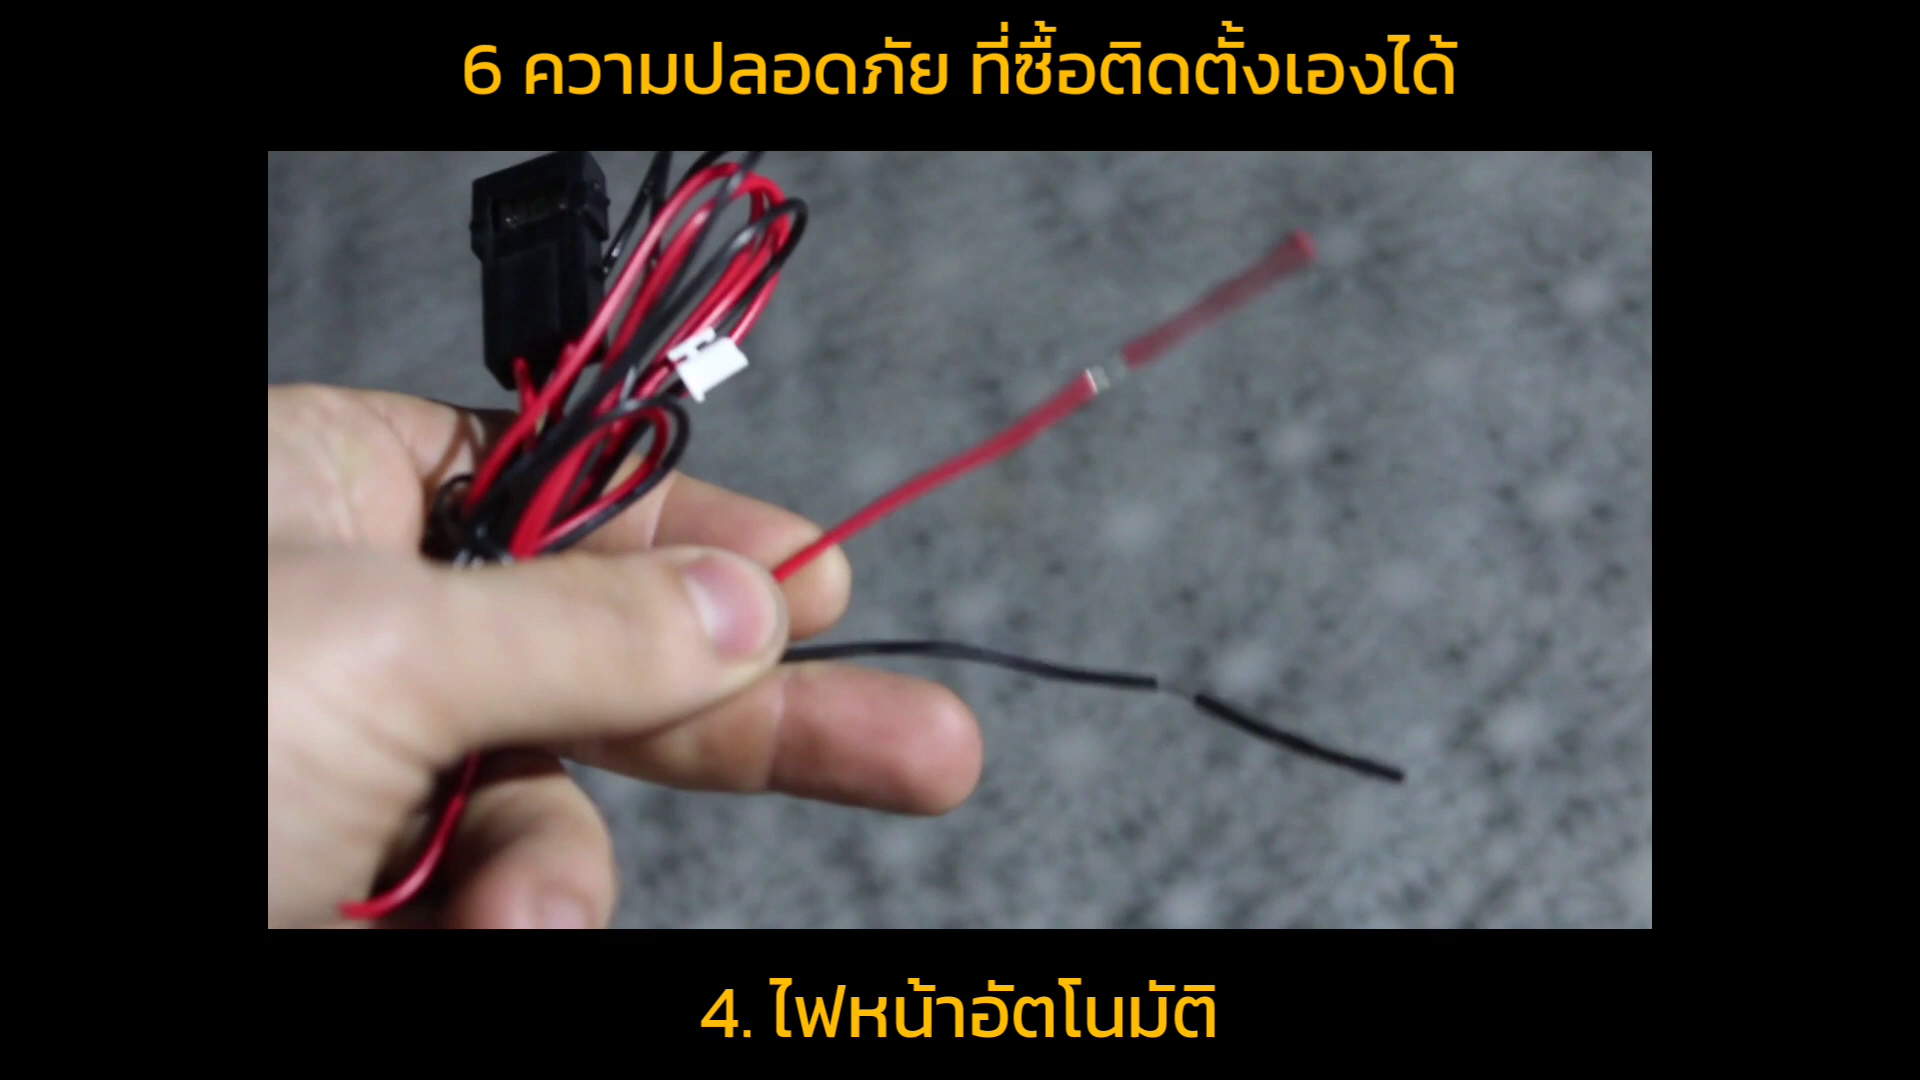 6 ความปลอดภัย ที่ซื้อติดตั้งเองได้
4. ไฟหน้าอัตโนมัติ